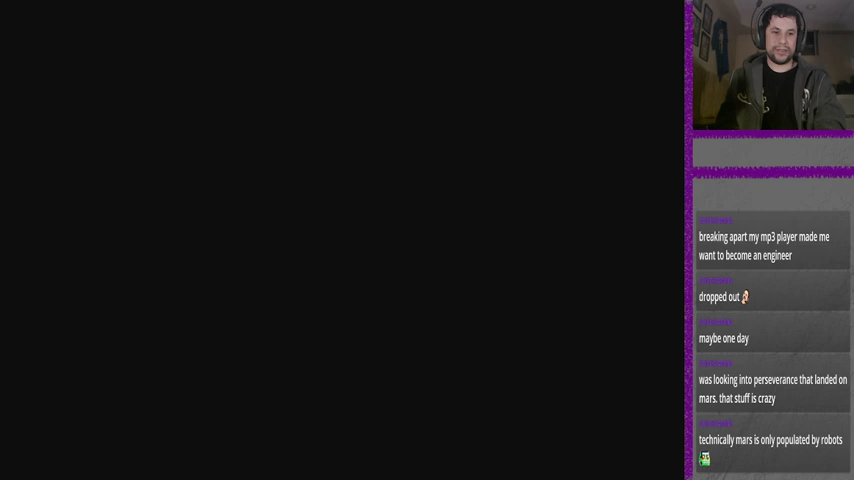 breaking apart my mp3 player made me
want to become an engineer
dropped out
maybe one day
was looking into perseverance that landed on
mars. that stuff is crazy
technically mars is only populated by robots